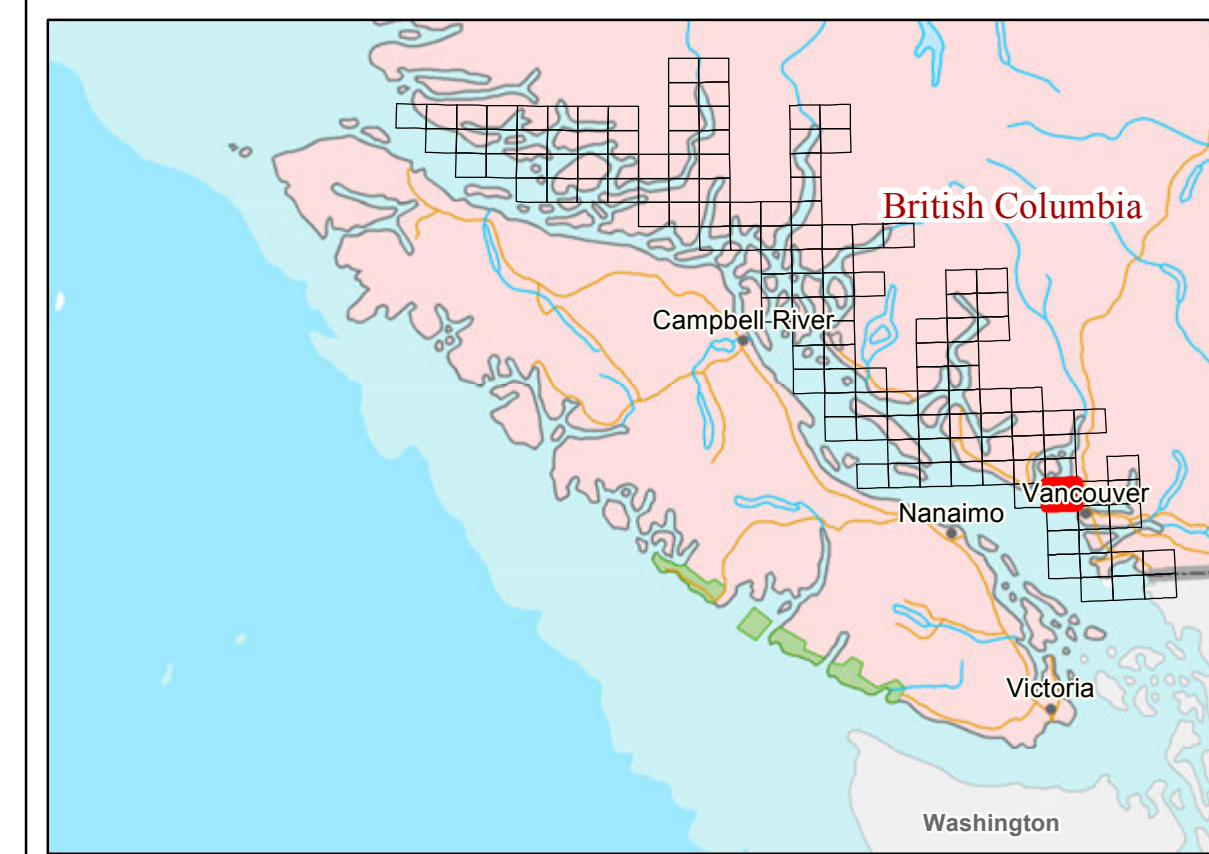 British Columbia
Campbell River
Vancouver
Nanaimo
Victoria
Washington